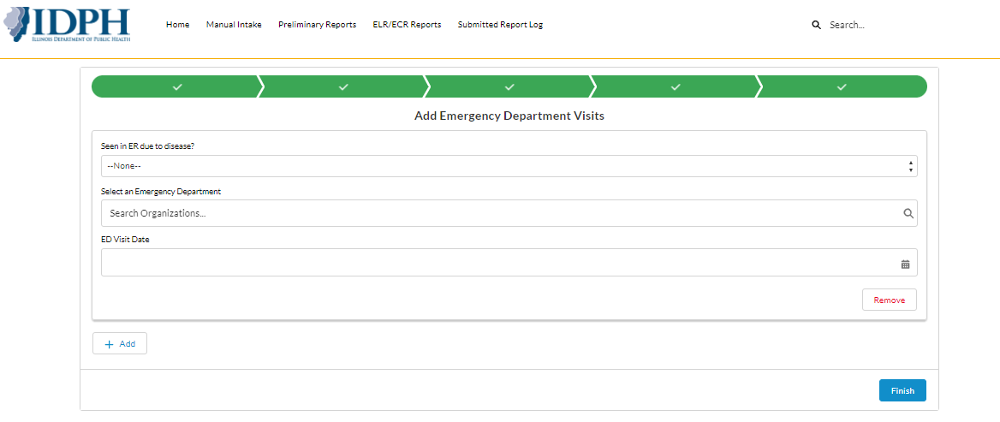 IDPH
ILLINOIS DEPARTMENT OF PUBLIC HEALTH
Home Manual Intake Preliminary Reports ELR/ECR Reports Submitted Report Log Search...
Add Emergency Department Visits
Seen in ER due to disease?
--None--
Select an Emergency Department
Search Organizations...
ED Visit Date
Remove
+ Add
Finish